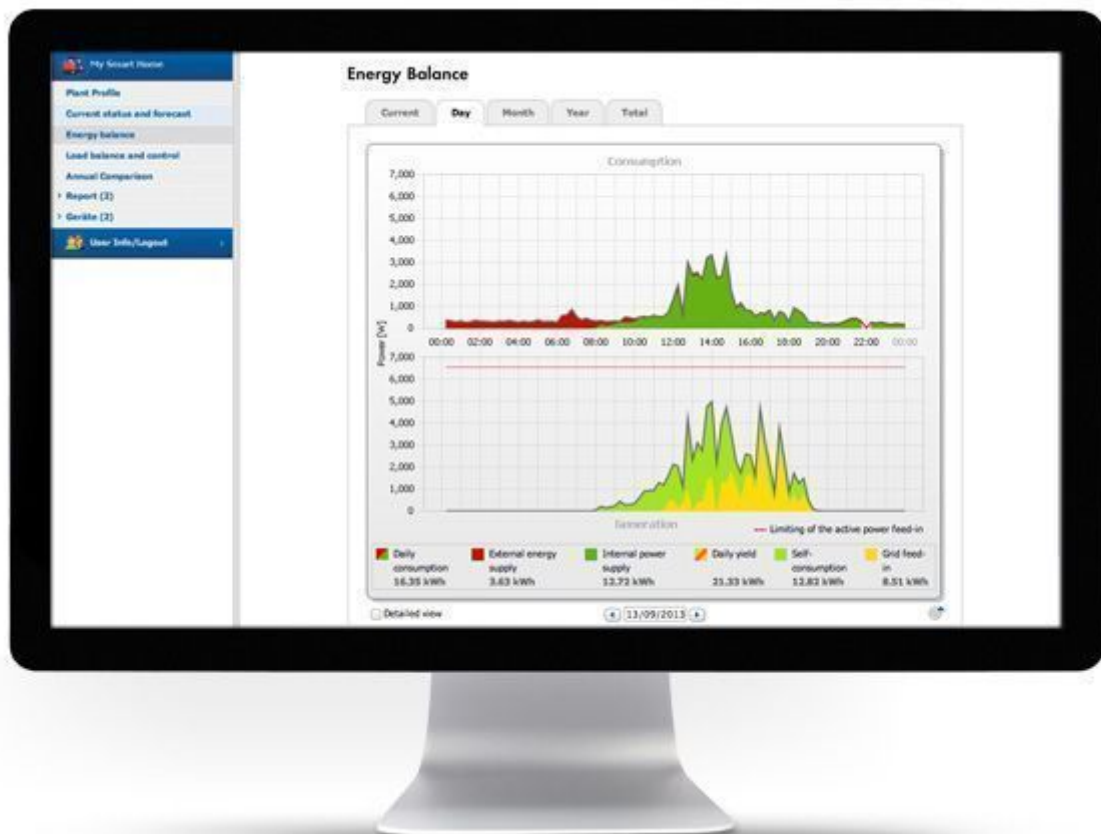 My Smart Home
Plant Profile
Current status and forecast
Energy balance
Load balance and control
Annual Comparison
Report (2)
Geräte (2)
User Info/Logout
Energy Balance
Current Day Month Year Total
Consumption
7,000
6,000
5,000
4,000
3,000
2,000
1,000
0
00:00 02:00 04:00 06:00 08:00 10:00 12:00 14:00 16:00 18:00 20:00 22:00 00:00
Power [W]
7,000
6,000
5,000
4,000
3,000
2,000
1,000
0
Generation
Limiting of the active power feed-in
Daily consumption 16.35 kWh
External energy supply 3.63 kWh
Internal power supply 12.72 kWh
Daily yield 21.33 kWh
Self-consumption 12.82 kWh
Grid feed-in 8.51 kWh
Detailed view
13/09/2013